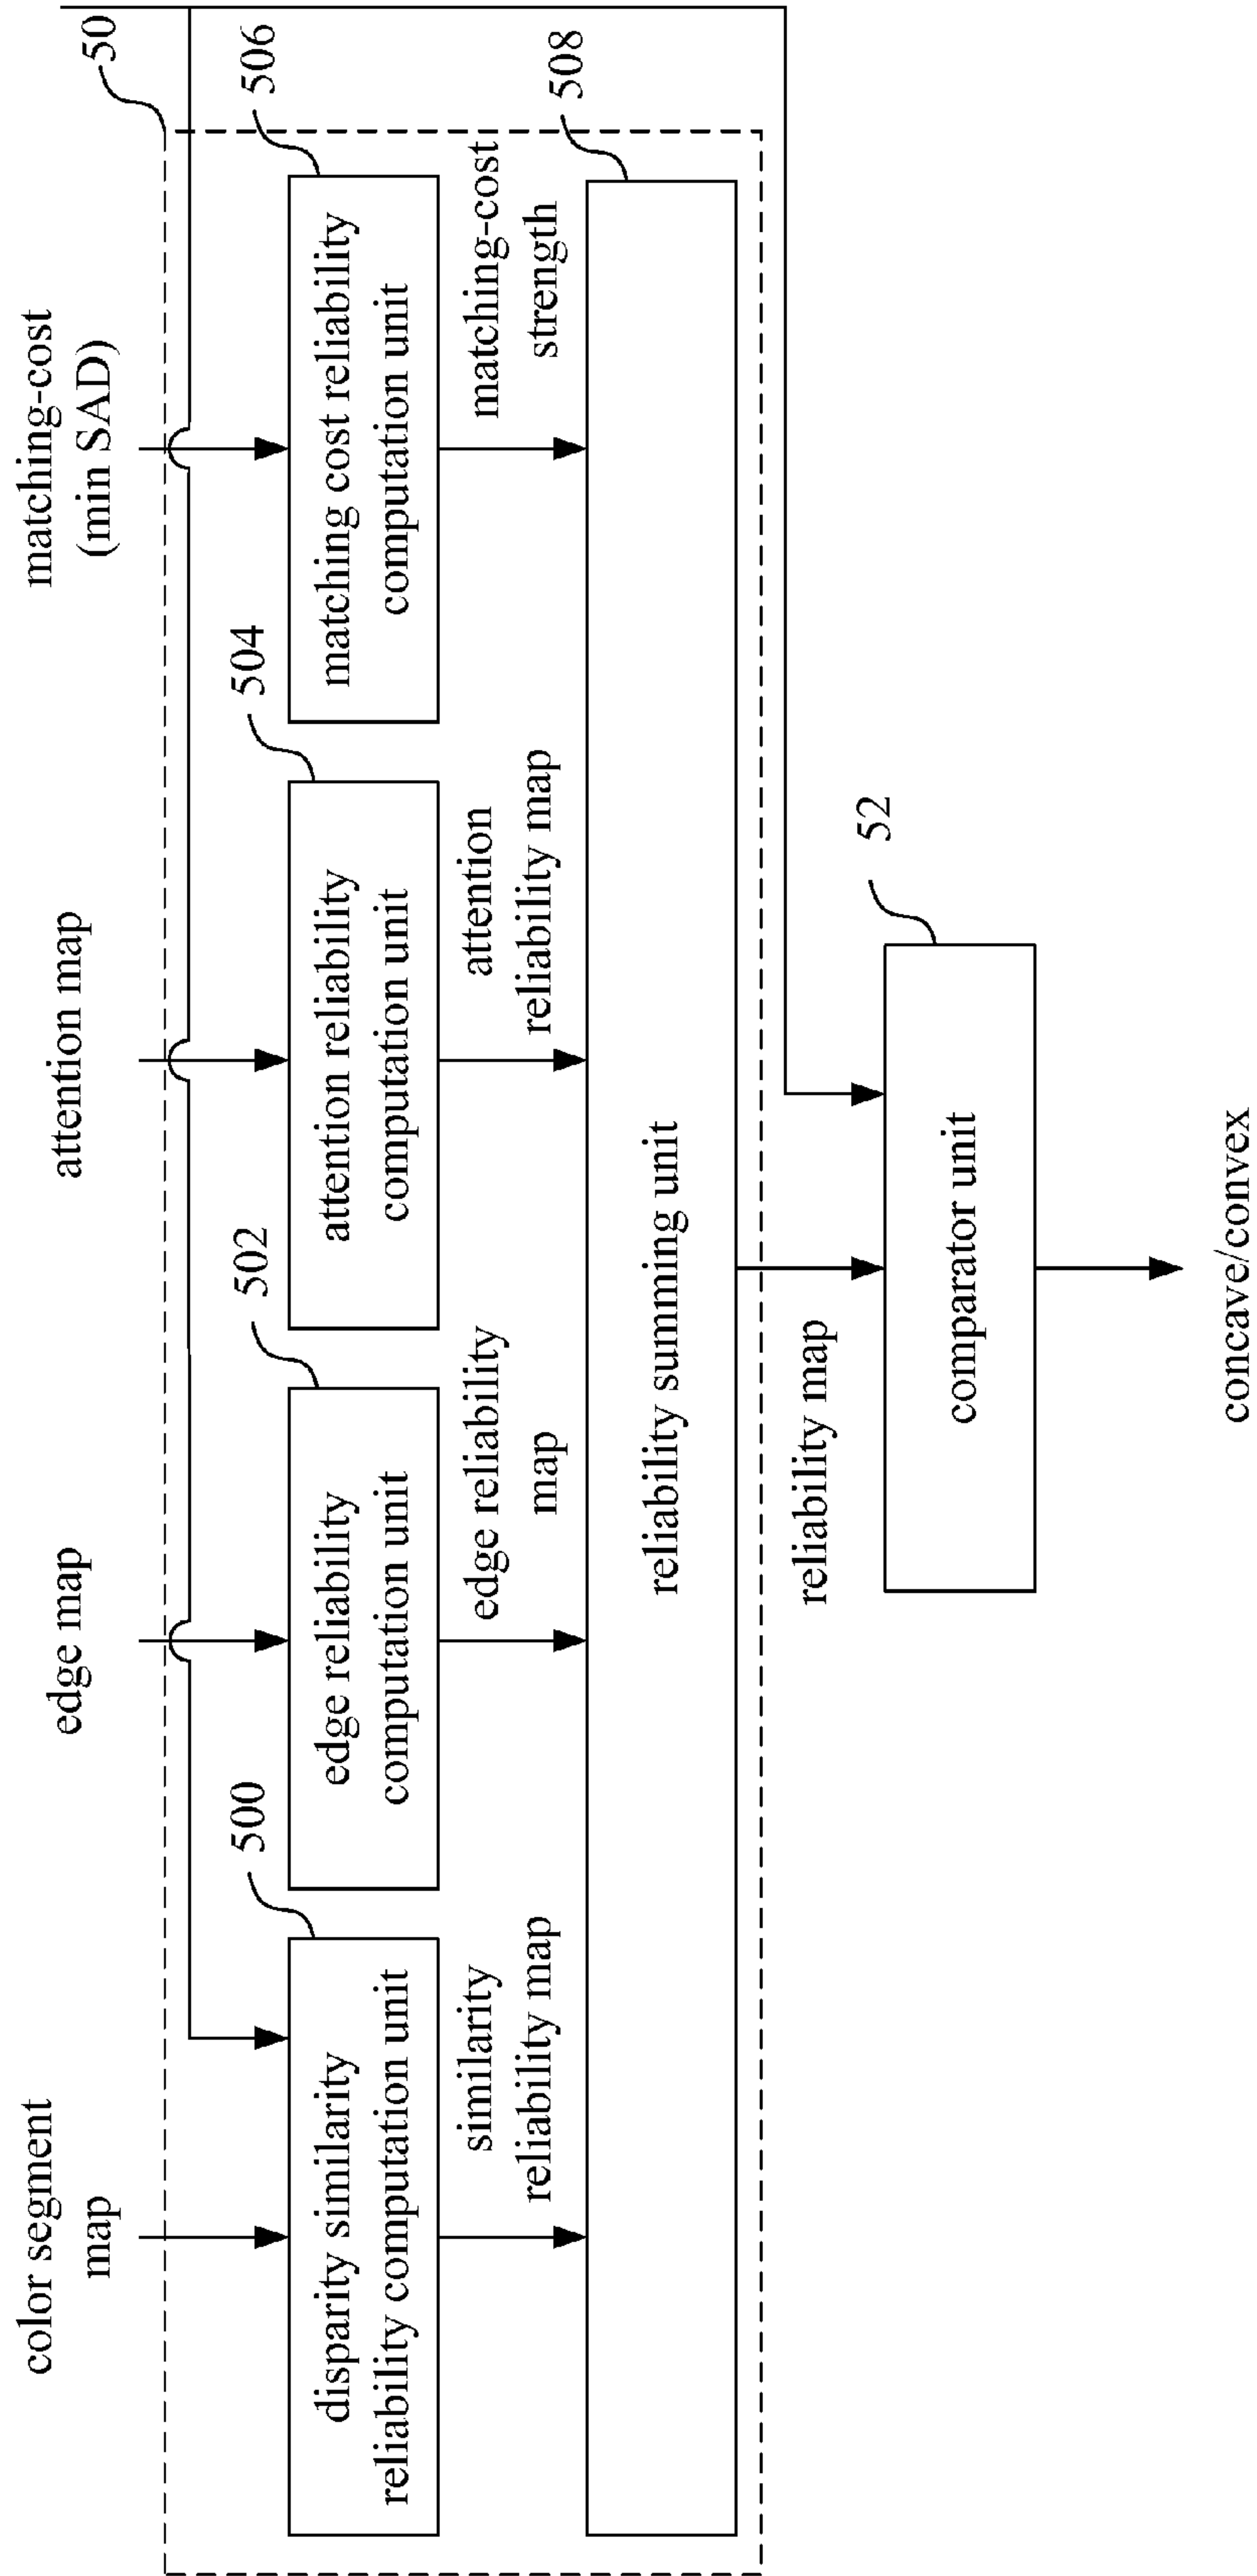 color segment
map
edge map
attention map
matching-cost
(min SAD)
50
500
502
504
506
disparity similarity
reliability computation unit
edge reliability
computation unit
attention reliability
computation unit
matching cost reliability
computation unit
similarity
reliability map
edge reliability
map
attention
reliability map
matching-cost
strength
508
reliability summing unit
reliability map
52
comparator unit
concave/convex